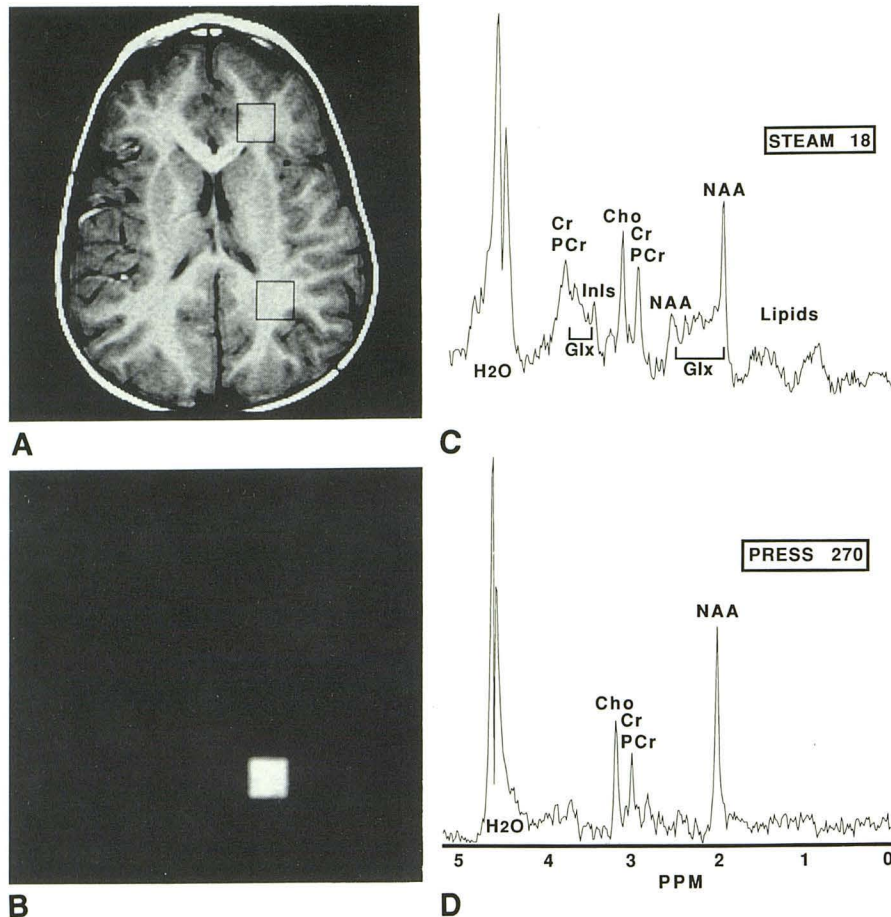 A
B
C
STEAM 18
NAA
Cho
Cr
PCr
Cr
PCr
InIs
NAA
Lipids
Glx
Glx
H2O
D
PRESS 270
NAA
Cho
Cr
PCr
H2O
5 4 3 2 1 0
PPM